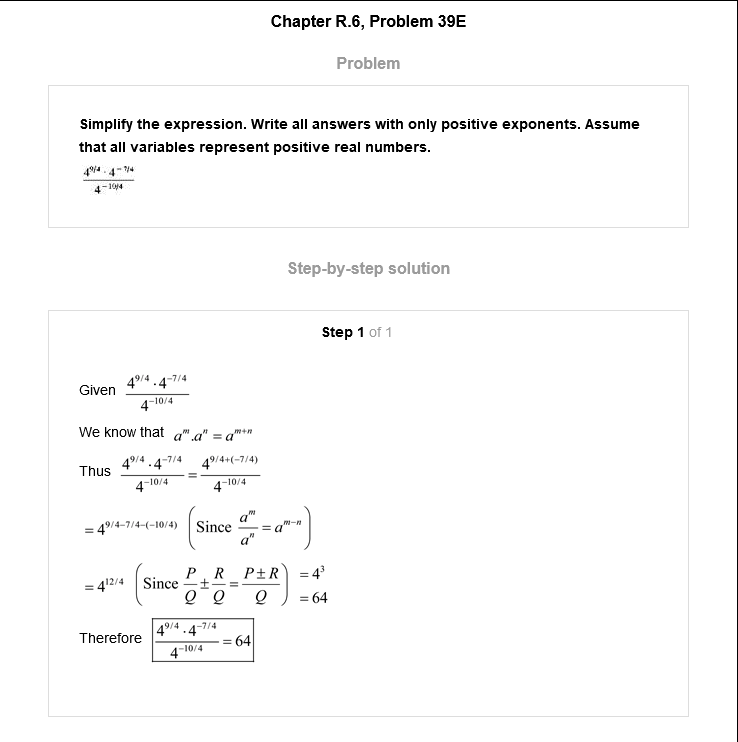 Chapter R.6, Problem 39E
Problem
Simplify the expression. Write all answers with only positive exponents. Assume
that all variables represent positive real numbers.
\frac{4^{9/4} \cdot 4^{-7/4}}{4^{-10/4}}
Step-by-step solution
Step 1 of 1
Given \frac{4^{9/4} \cdot 4^{-7/4}}{4^{-10/4}}
We know that a^{m}.a^{n} = a^{m+n}
Thus \frac{4^{9/4} \cdot 4^{-7/4}}{4^{-10/4}} = \frac{4^{9/4+(-7/4)}}{4^{-10/4}}
= 4^{9/4-7/4-(-10/4)} \left( Since \frac{a^{m}}{a^{n}} = a^{m-n} \right)
= 4^{12/4} \left( Since \frac{P}{Q} \pm \frac{R}{Q} = \frac{P \pm R}{Q} \right) = 4^{3}
= 64
Therefore \frac{4^{9/4} \cdot 4^{-7/4}}{4^{-10/4}} = 64